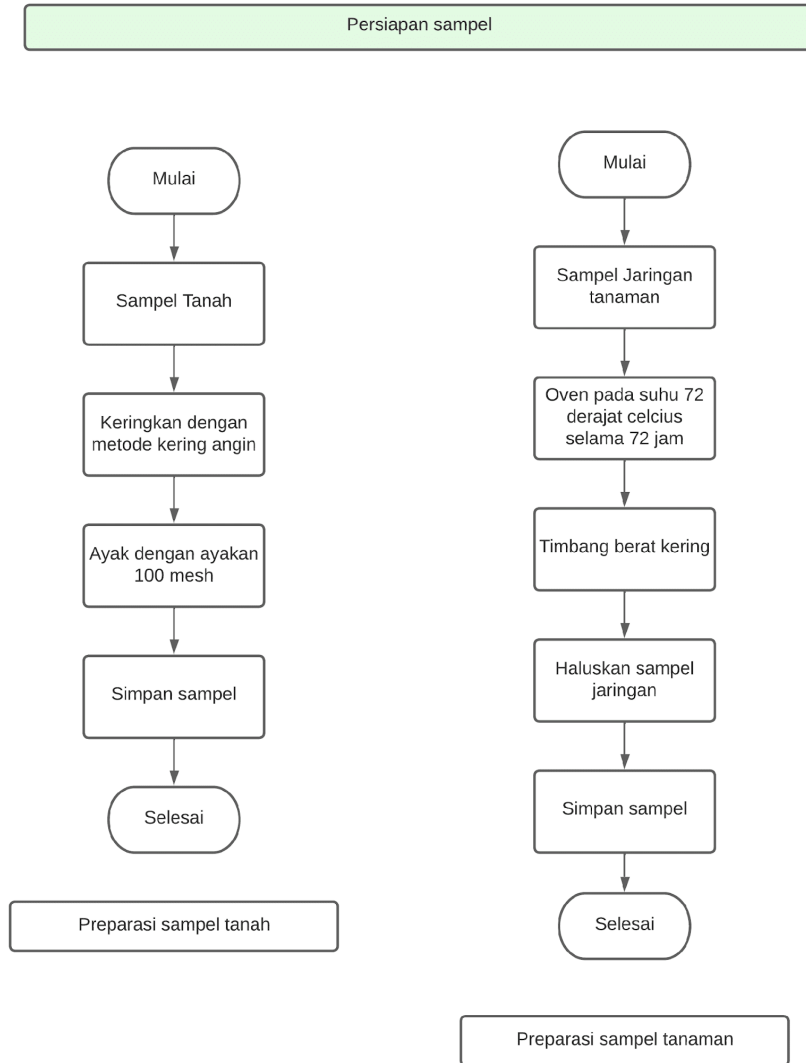 Persiapan sampel
Mulai
Sampel Tanah
Keringkan dengan
metode kering angin
Ayak dengan ayakan
100 mesh
Simpan sampel
Selesai
Preparasi sampel tanah
Mulai
Sampel Jaringan
tanaman
Oven pada suhu 72
derajat celcius
selama 72 jam
Timbang berat kering
Haluskan sampel
jaringan
Simpan sampel
Selesai
Preparasi sampel tanaman